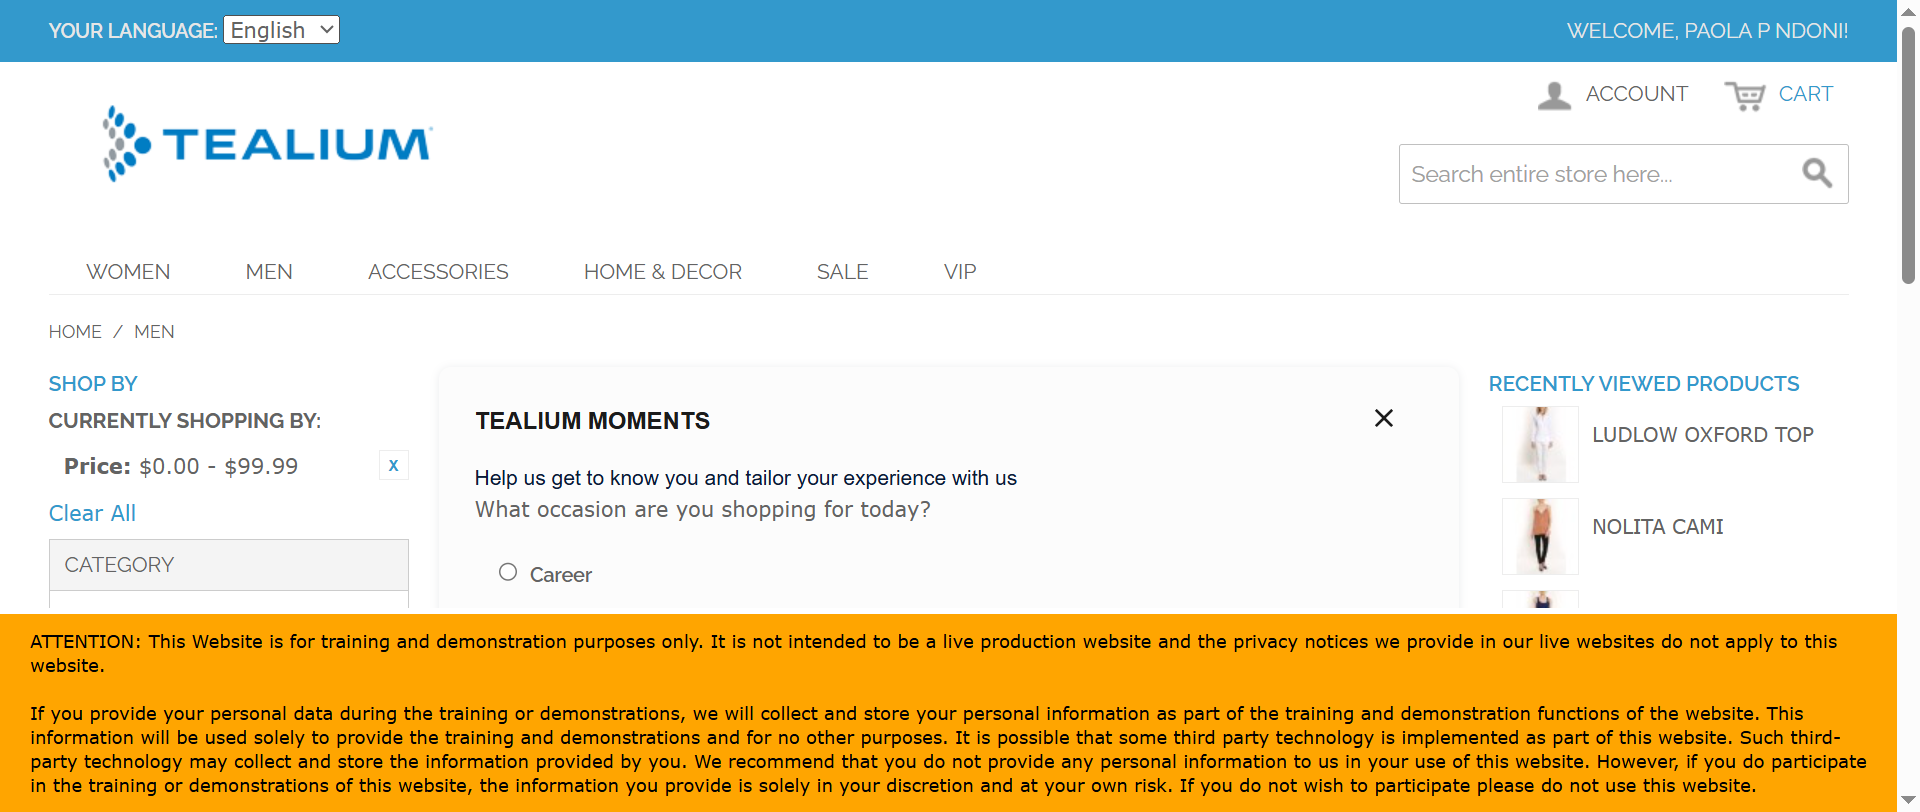 YOUR LANGUAGE: English
WELCOME, PAOLA P NDONI!
TEALIUM
ACCOUNT
CART
Search entire store here...
WOMEN MEN ACCESSORIES HOME & DECOR SALE VIP
HOME / MEN
SHOP BY
CURRENTLY SHOPPING BY:
Price: $0.00 - $99.99 X
Clear All
CATEGORY
TEALIUM MOMENTS
Help us get to know you and tailor your experience with us
What occasion are you shopping for today?
Career
RECENTLY VIEWED PRODUCTS
LUDLOW OXFORD TOP
NOLITA CAMI
ATTENTION: This Website is for training and demonstration purposes only. It is not intended to be a live production website and the privacy notices we provide in our live websites do not apply to this
website.
If you provide your personal data during the training or demonstrations, we will collect and store your personal information as part of the training and demonstration functions of the website. This
information will be used solely to provide the training and demonstrations and for no other purposes. It is possible that some third party technology is implemented as part of this website. Such third-
party technology may collect and store the information provided by you. We recommend that you do not provide any personal information to us in your use of this website. However, if you do participate
in the training or demonstrations of this website, the information you provide is solely in your discretion and at your own risk. If you do not wish to participate please do not use this website.